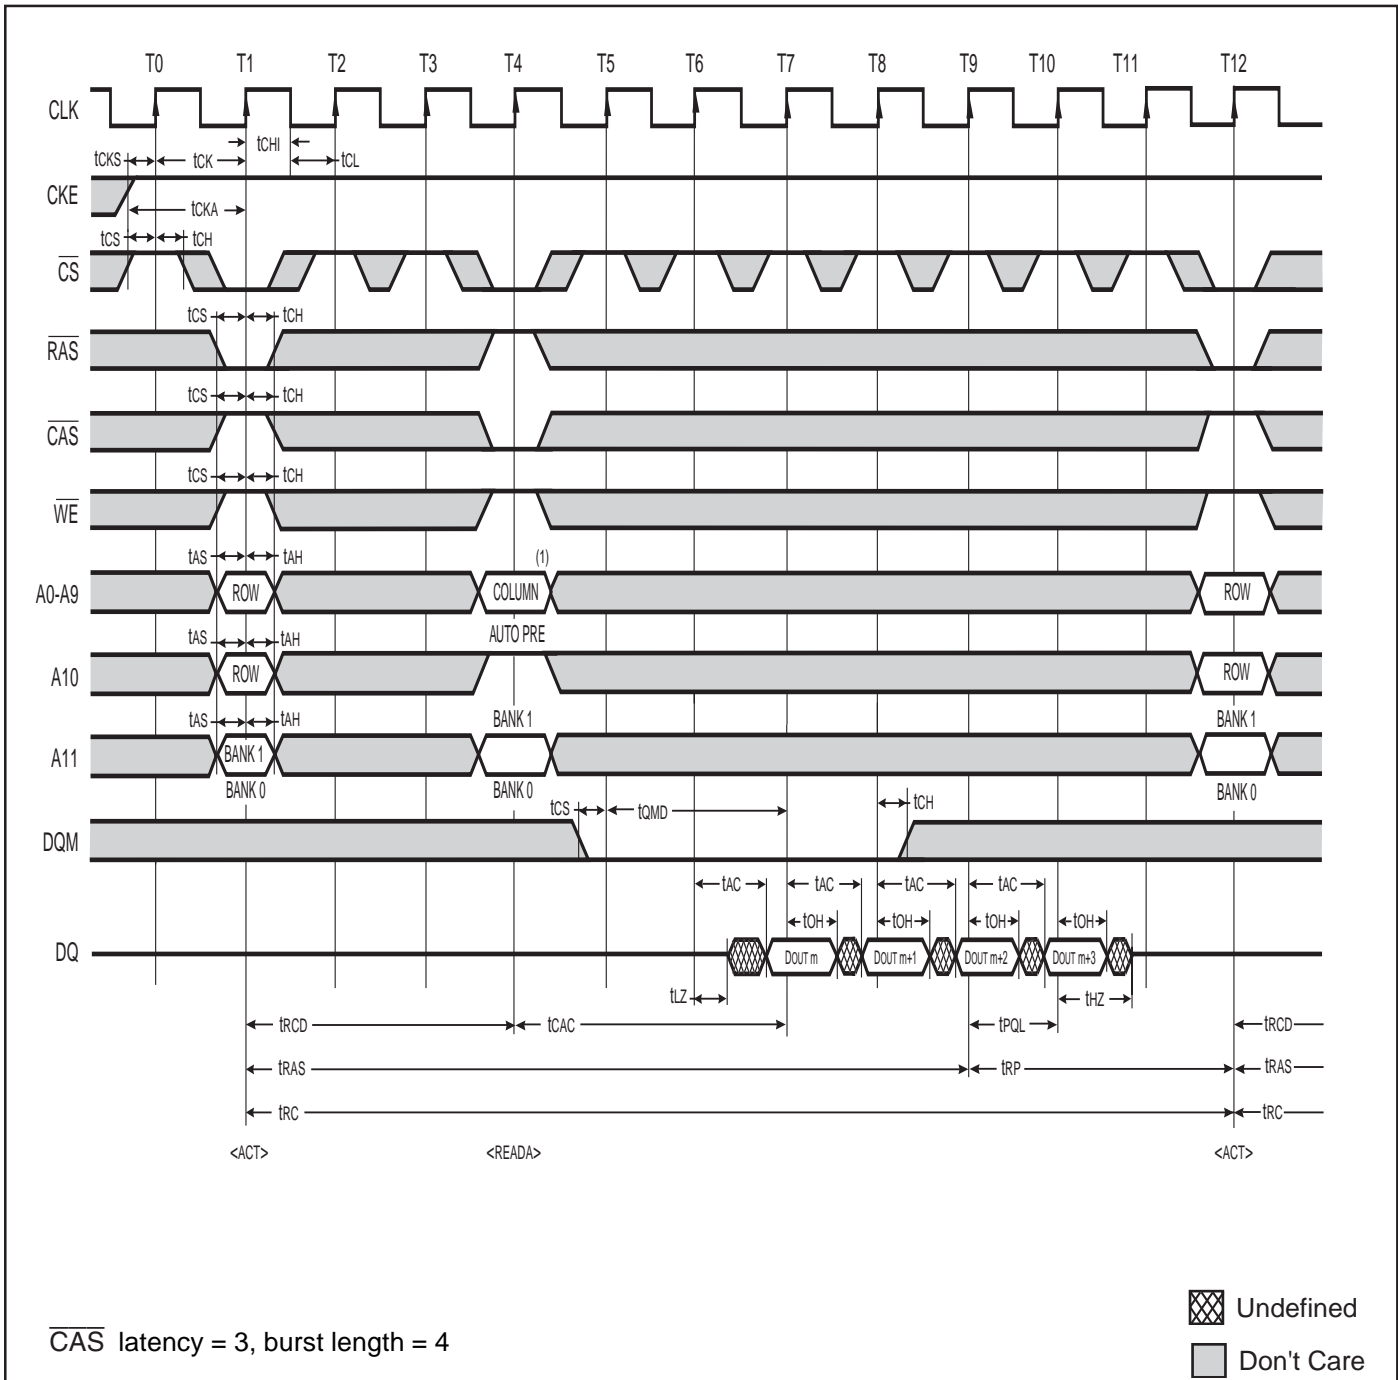 T0 T1 T2 T3 T4 T5 T6 T7 T8 T9 T10 T11 T12
CLK
tCHI
tCKS tCK tCL
CKE
tCKA
tCS tCH
CS
tCS tCH
RAS
tCS tCH
CAS
tCS tCH
WE
tAS tAH (1)
A0-A9 ROW COLUMN ROW
AUTO PRE
tAS tAH
A10 ROW ROW
tAS tAH BANK 1 BANK 1
A11 BANK 1
BANK 0 BANK 0 BANK 0
tCS tQMD tCH
DQM
tAC tAC tAC tAC
tOH tOH tOH tOH
DQ DOUT m DOUT m+1 DOUT m+2 DOUT m+3
tLZ tHZ
tRCD tCAC tPQL tRCD
tRAS tRP tRAS
tRC tRC
<ACT> <READA> <ACT>
Undefined
CAS latency = 3, burst length = 4
Don't Care